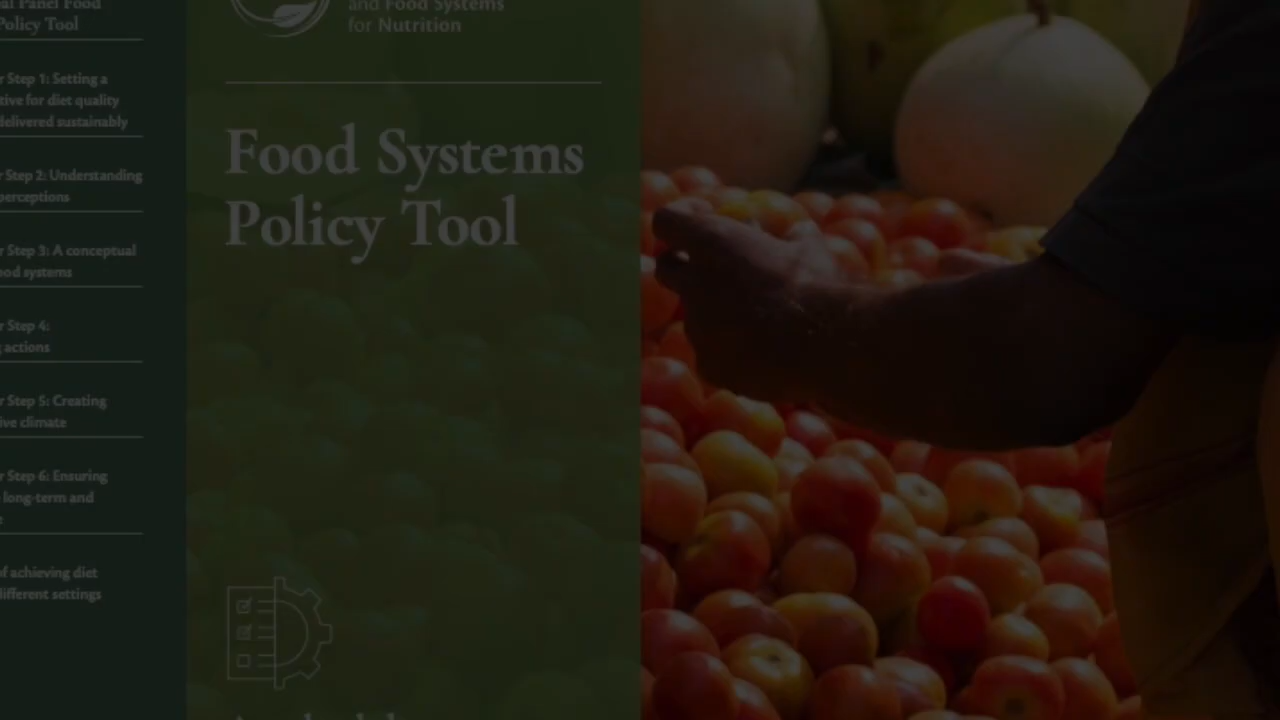 al Panel Food
Policy Tool
Step 1: Setting a
tive for diet quality
delivered sustainably
Step 2: Understanding
perceptions
Step 3: A conceptual
ood systems
Step 4:
actions
Step 5: Creating
ive climate
Step 6: Ensuring
long-term and
of achieving diet
different settings
and Food Systems
for Nutrition
Food Systems
Policy Tool